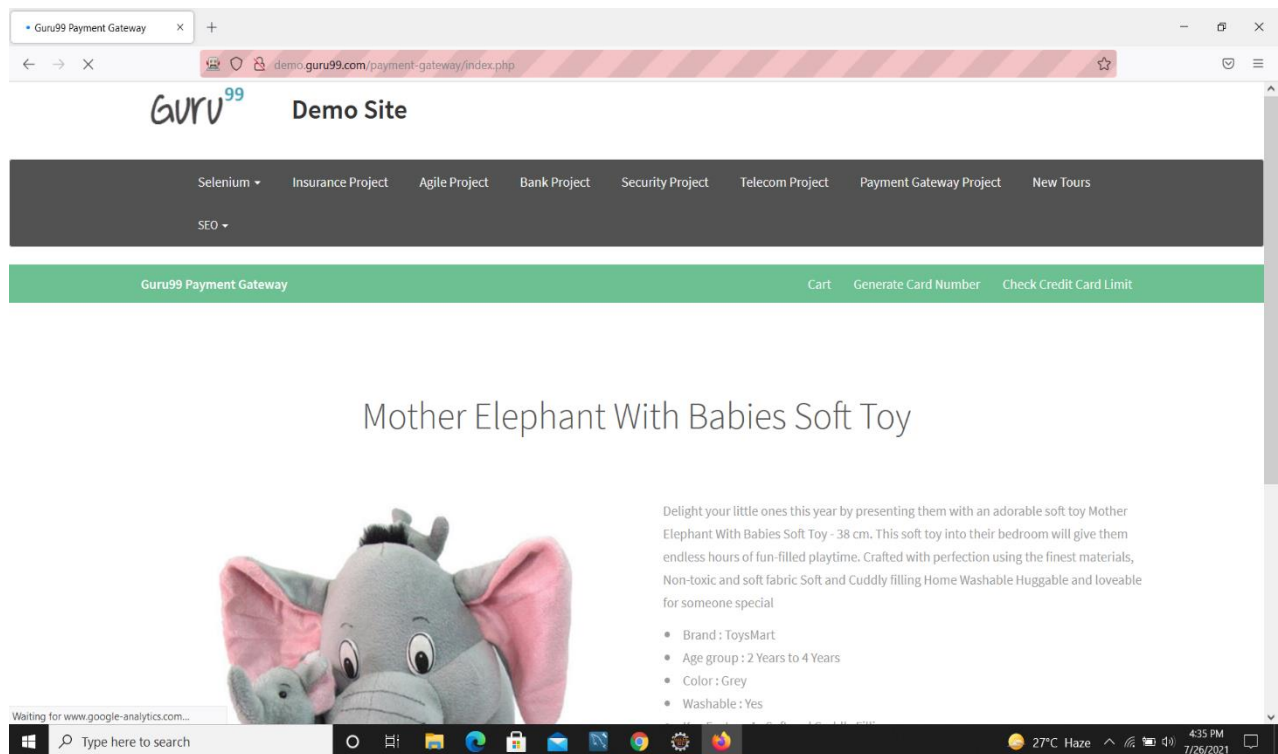 Guru99 Payment Gateway
demo.guru99.com/payment-gateway/index.php
Guru99 Demo Site
Selenium Insurance Project Agile Project Bank Project Security Project Telecom Project Payment Gateway Project New Tours
SEO
Guru99 Payment Gateway Cart Generate Card Number Check Credit Card Limit
Mother Elephant With Babies Soft Toy
Delight your little ones this year by presenting them with an adorable soft toy Mother
Elephant With Babies Soft Toy - 38 cm. This soft toy into their bedroom will give them
endless hours of fun-filled playtime. Crafted with perfection using the finest materials,
Non-toxic and soft fabric Soft and Cuddly filling Home Washable Huggable and loveable
for someone special
Brand : ToysMart
Age group : 2 Years to 4 Years
Color : Grey
Washable : Yes
Waiting for www.google-analytics.com...
Type here to search 27°C Haze 4:35 PM
7/26/2021